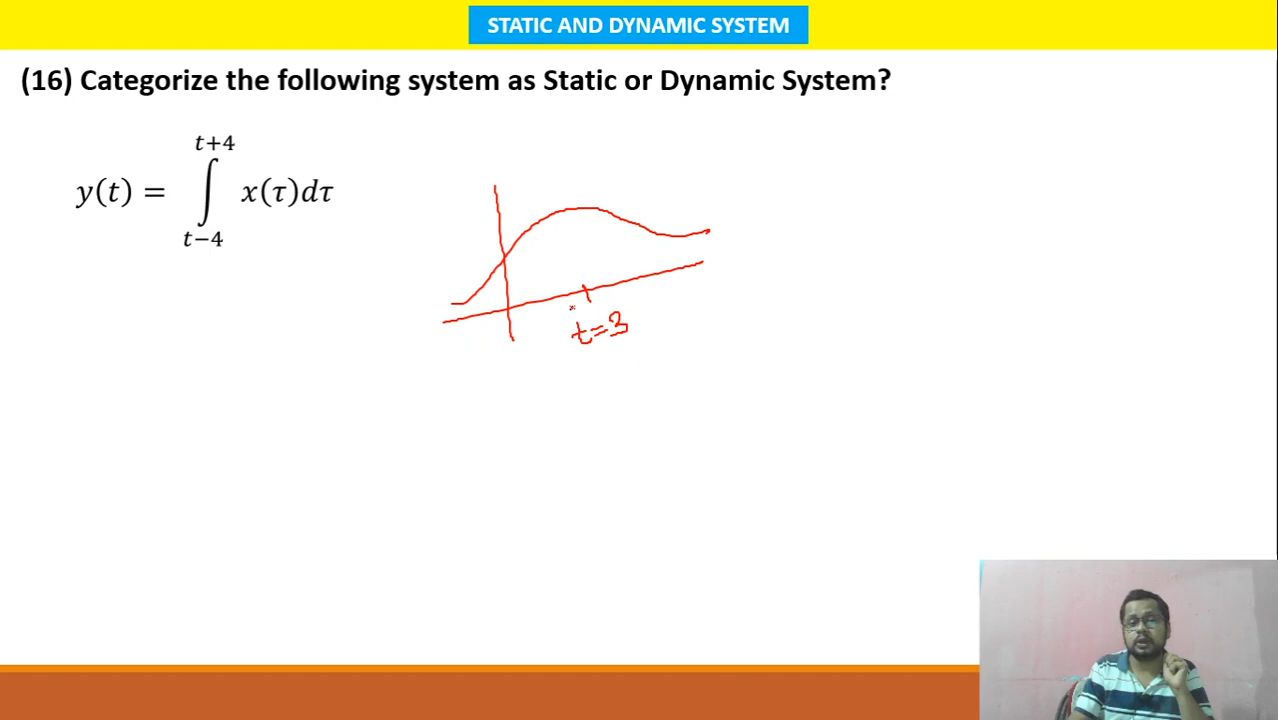 STATIC AND DYNAMIC SYSTEM
(16) Categorize the following system as Static or Dynamic System?
t+4
y(t) = ∫ x(τ)dτ
t−4
t=3